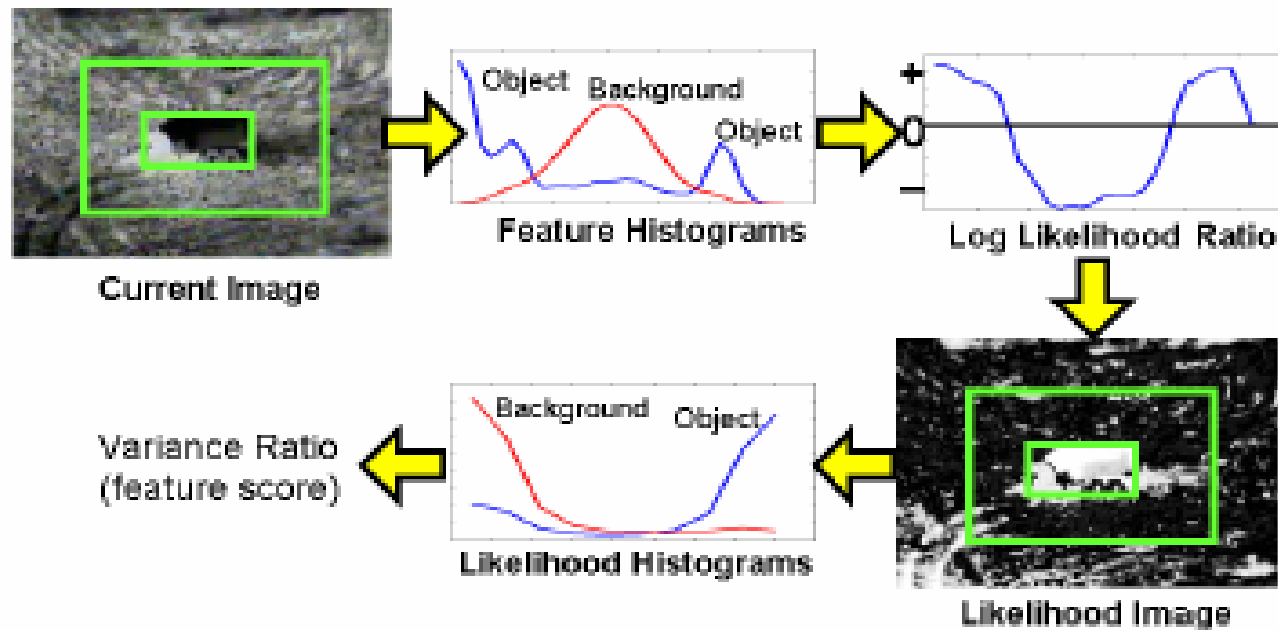 Object
Background
Object
+
0
−
Current Image
Feature Histograms
Log Likelihood Ratio
Background
Object
Variance Ratio
(feature score)
Likelihood Histograms
Likelihood Image